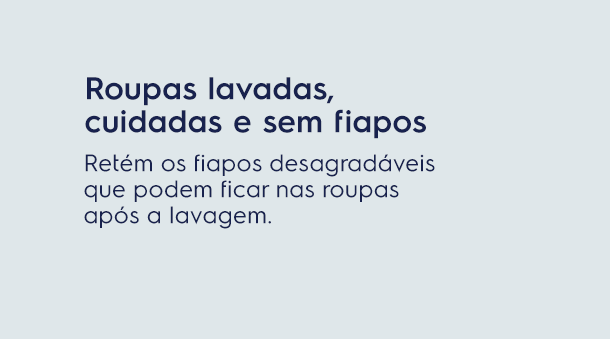 Roupas lavadas,
cuidadas e sem fiapos
Retém os fiapos desagradáveis
que podem ficar nas roupas
após a lavagem.